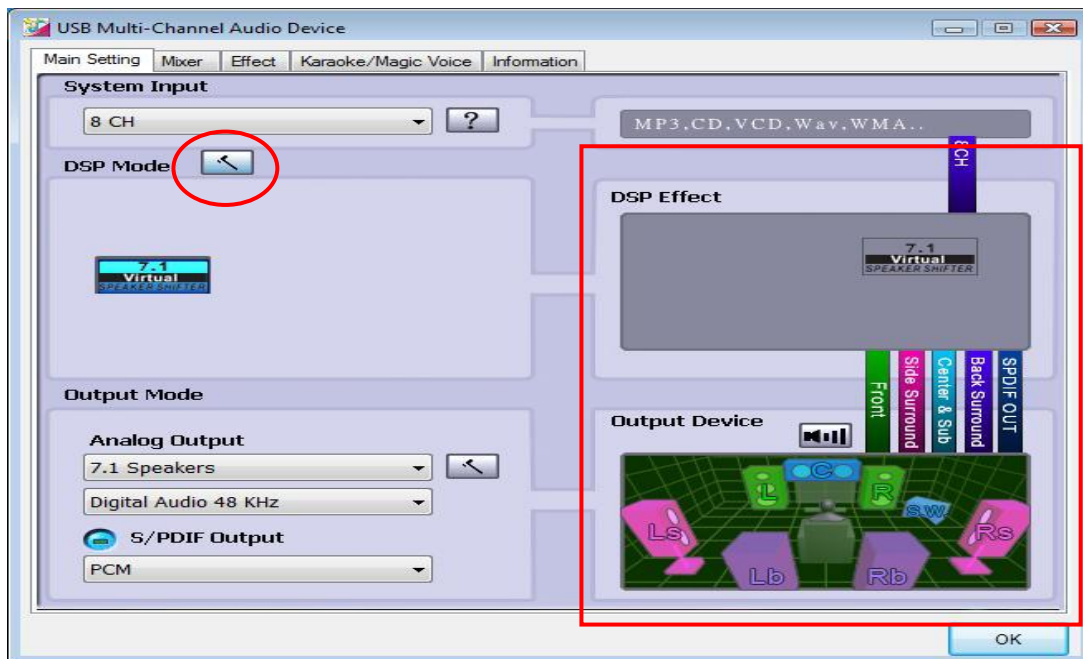 USB Multi-Channel Audio Device
Main Setting
Mixer
Effect
Karaoke/Magic Voice
Information
System Input
8 CH
?
MP3,CD,VCD,Wav,WMA..
8CH
DSP Mode
7.1
Virtual
SPEAKER SHIFTER
DSP Effect
7.1
Virtual
SPEAKER SHIFTER
Front
Side Surround
Center & Sub
Back Surround
SPDIF OUT
Output Mode
Analog Output
7.1 Speakers
Digital Audio 48 KHz
S/PDIF Output
PCM
Output Device
L
C
R
S.W.
Ls
Rs
Lb
Rb
OK